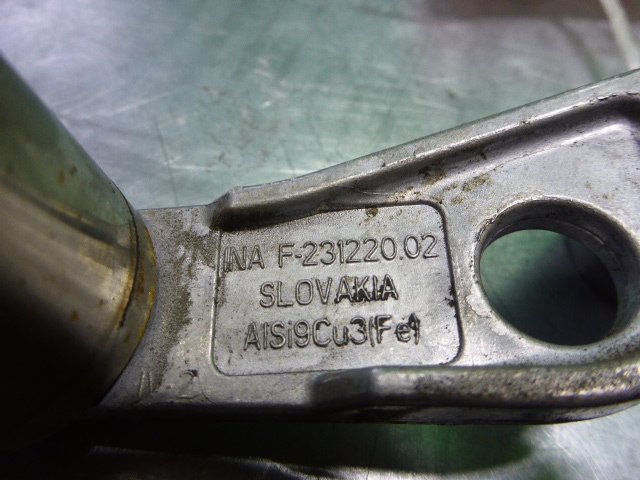 INA F-231220.02
SLOVAKIA
AlSi9Cu3(Fe)